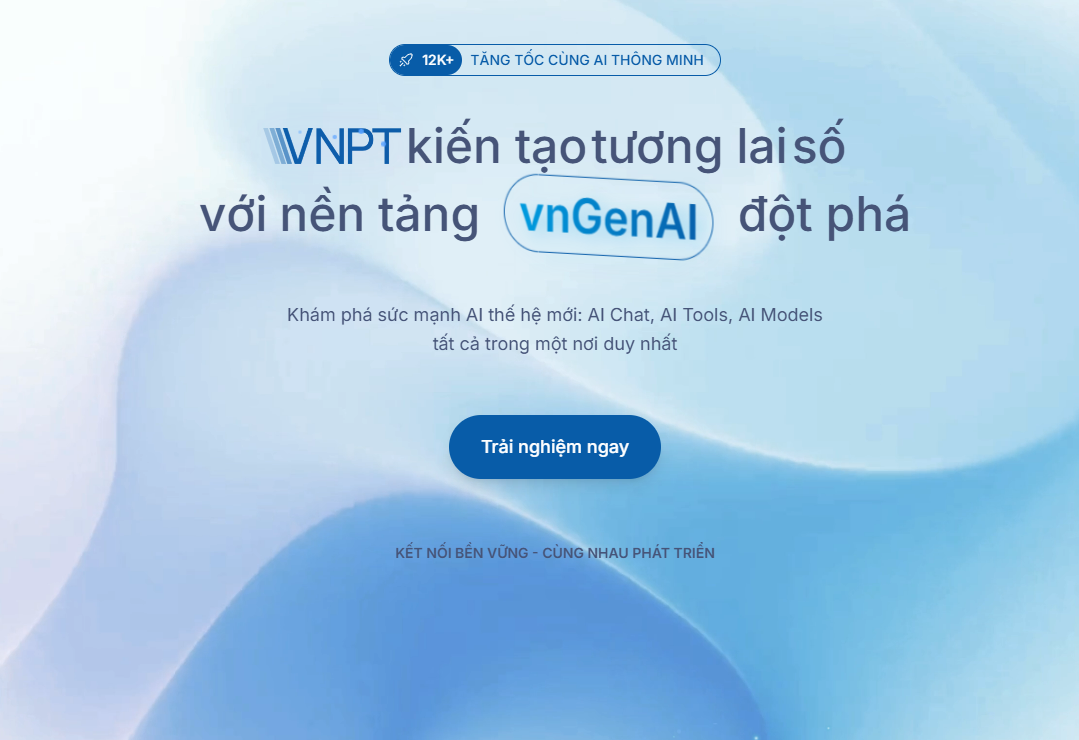 12K+ TĂNG TỐC CÙNG AI THÔNG MINH
VNPT kiến tạo tương lai số
với nền tảng vnGenAI đột phá
Khám phá sức mạnh AI thế hệ mới: AI Chat, AI Tools, AI Models
tất cả trong một nơi duy nhất
Trải nghiệm ngay
KẾT NỐI BỀN VỮNG - CÙNG NHAU PHÁT TRIỂN